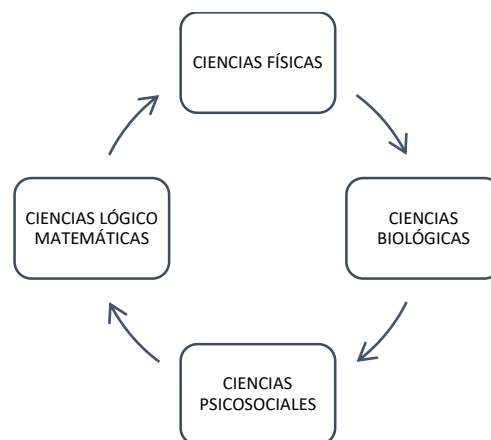 CIENCIAS FÍSICAS
CIENCIAS
BIOLÓGICAS
CIENCIAS
PSICOSOCIALES
CIENCIAS LÓGICO
MATEMÁTICAS